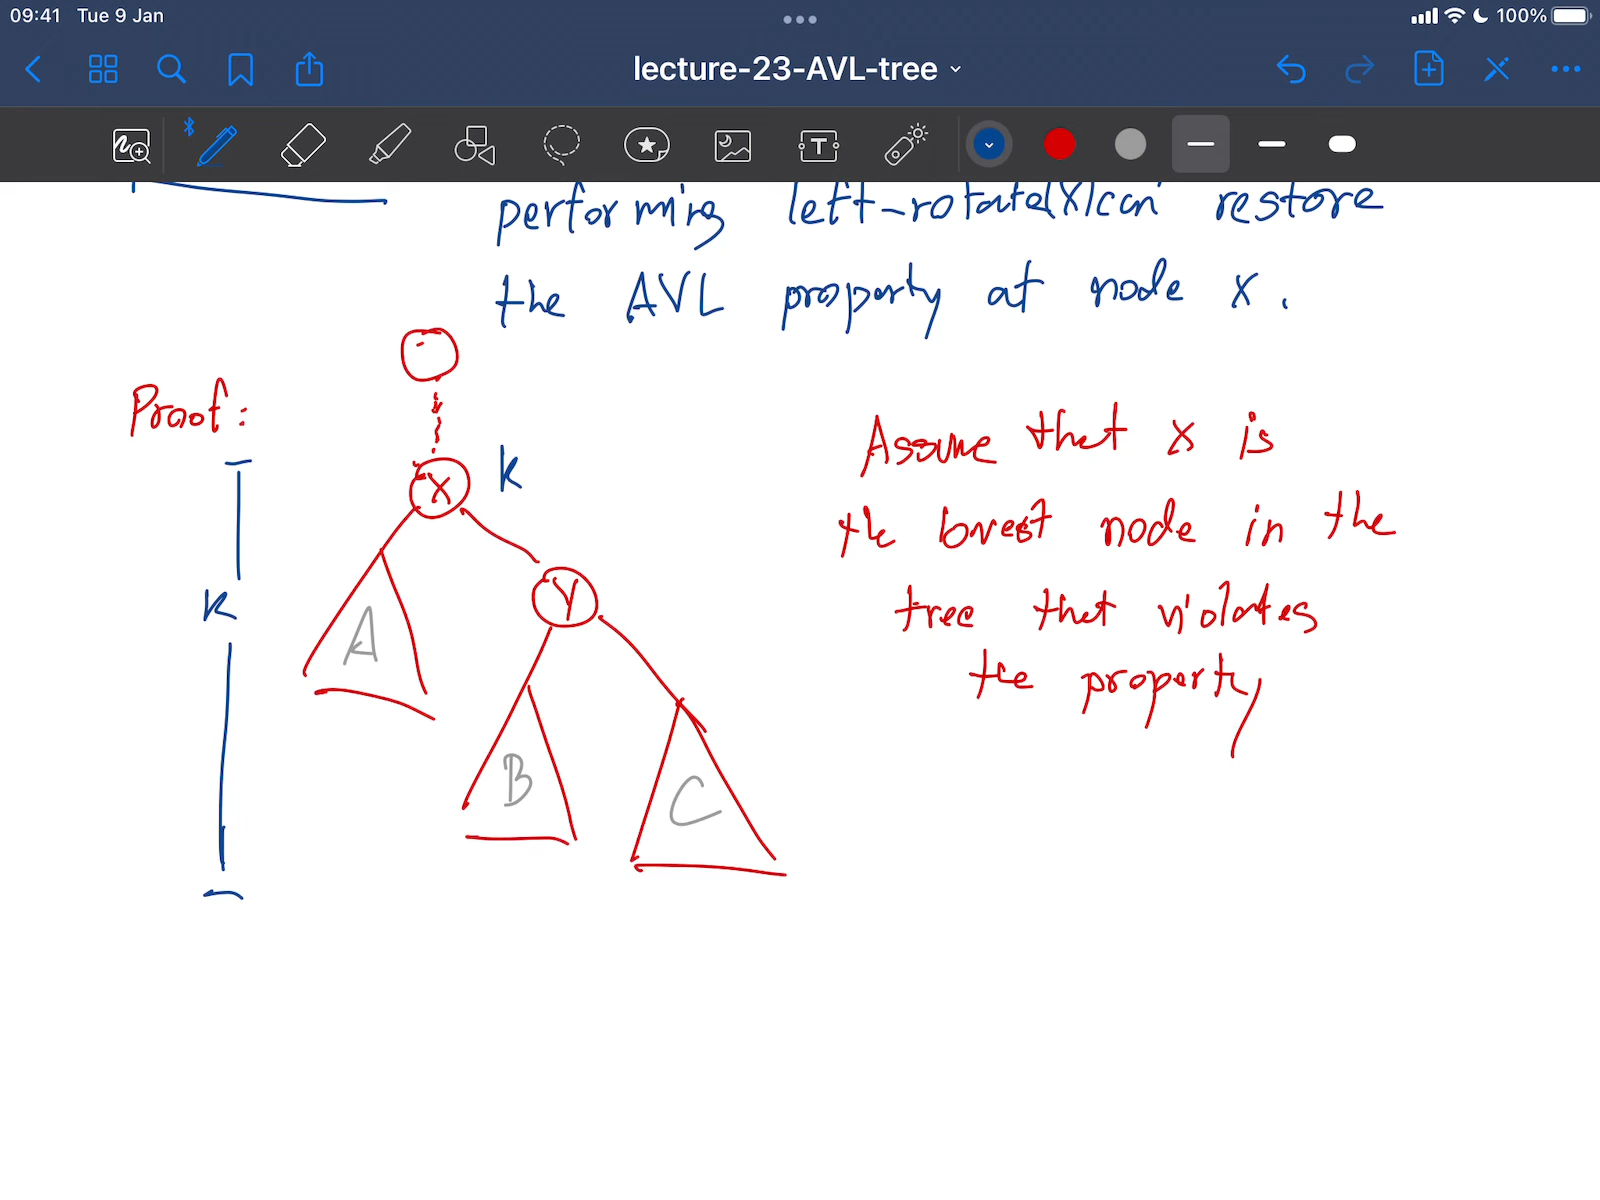 09:41 Tue 9 Jan
100%
lecture-23-AVL-tree
T
performing left-rotate(x) can restore
the AVL property at node x.
Proof:
X
k
A
Y
k
B
C
Assume that x is
the lowest node in the
tree that violates
the property